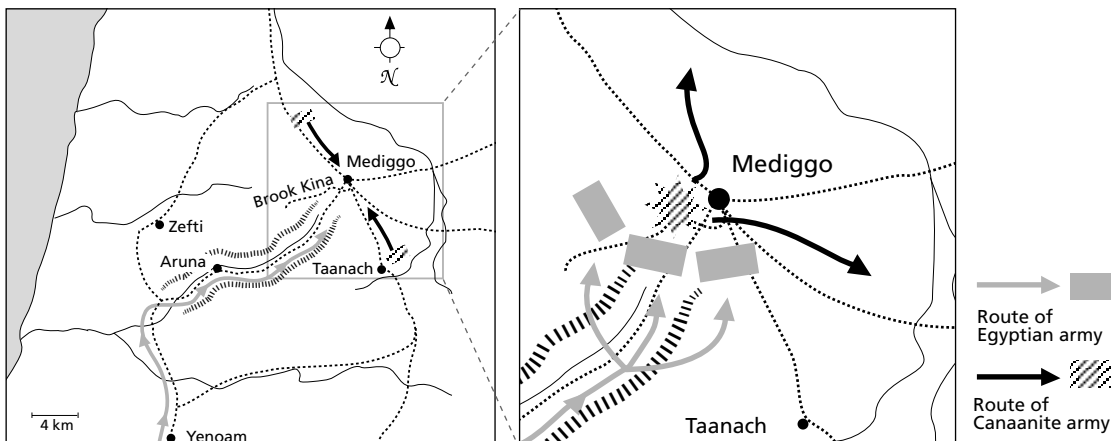 N
Mediggo
Brook Kina
Zefti
Aruna
Taanach
4 km
Yenoam
Mediggo
Taanach
Route of
Egyptian army
Route of
Canaanite army